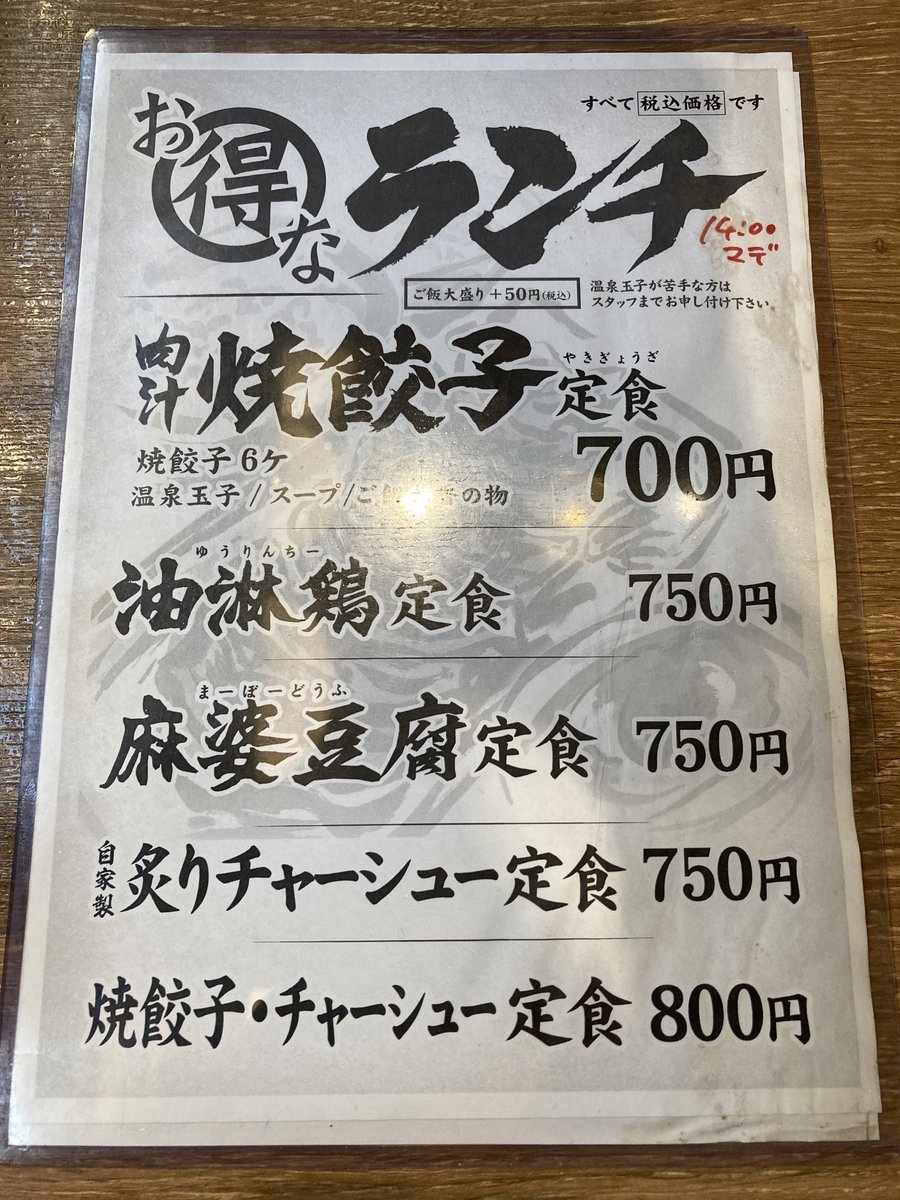 すべて税込価格です
お得なランチ
14:00
マデ
ご飯大盛り+50円(税込)
温泉玉子が苦手な方は
スタッフまでお申し付け下さい。
やきぎょうざ
肉汁焼餃子定食
焼餃子6ケ
700円
温泉玉子/スープ/ご の物
ゆうりんちー
油淋鶏定食 750円
まーぼーどうふ
麻婆豆腐定食 750円
自家製炙りチャーシュー定食 750円
焼餃子・チャーシュー定食 800円